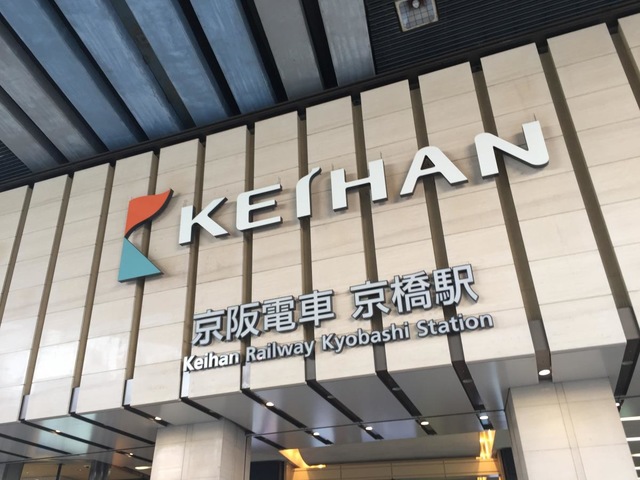 KEIHAN
京阪電車 京橋駅
Keihan Railway Kyobashi Station